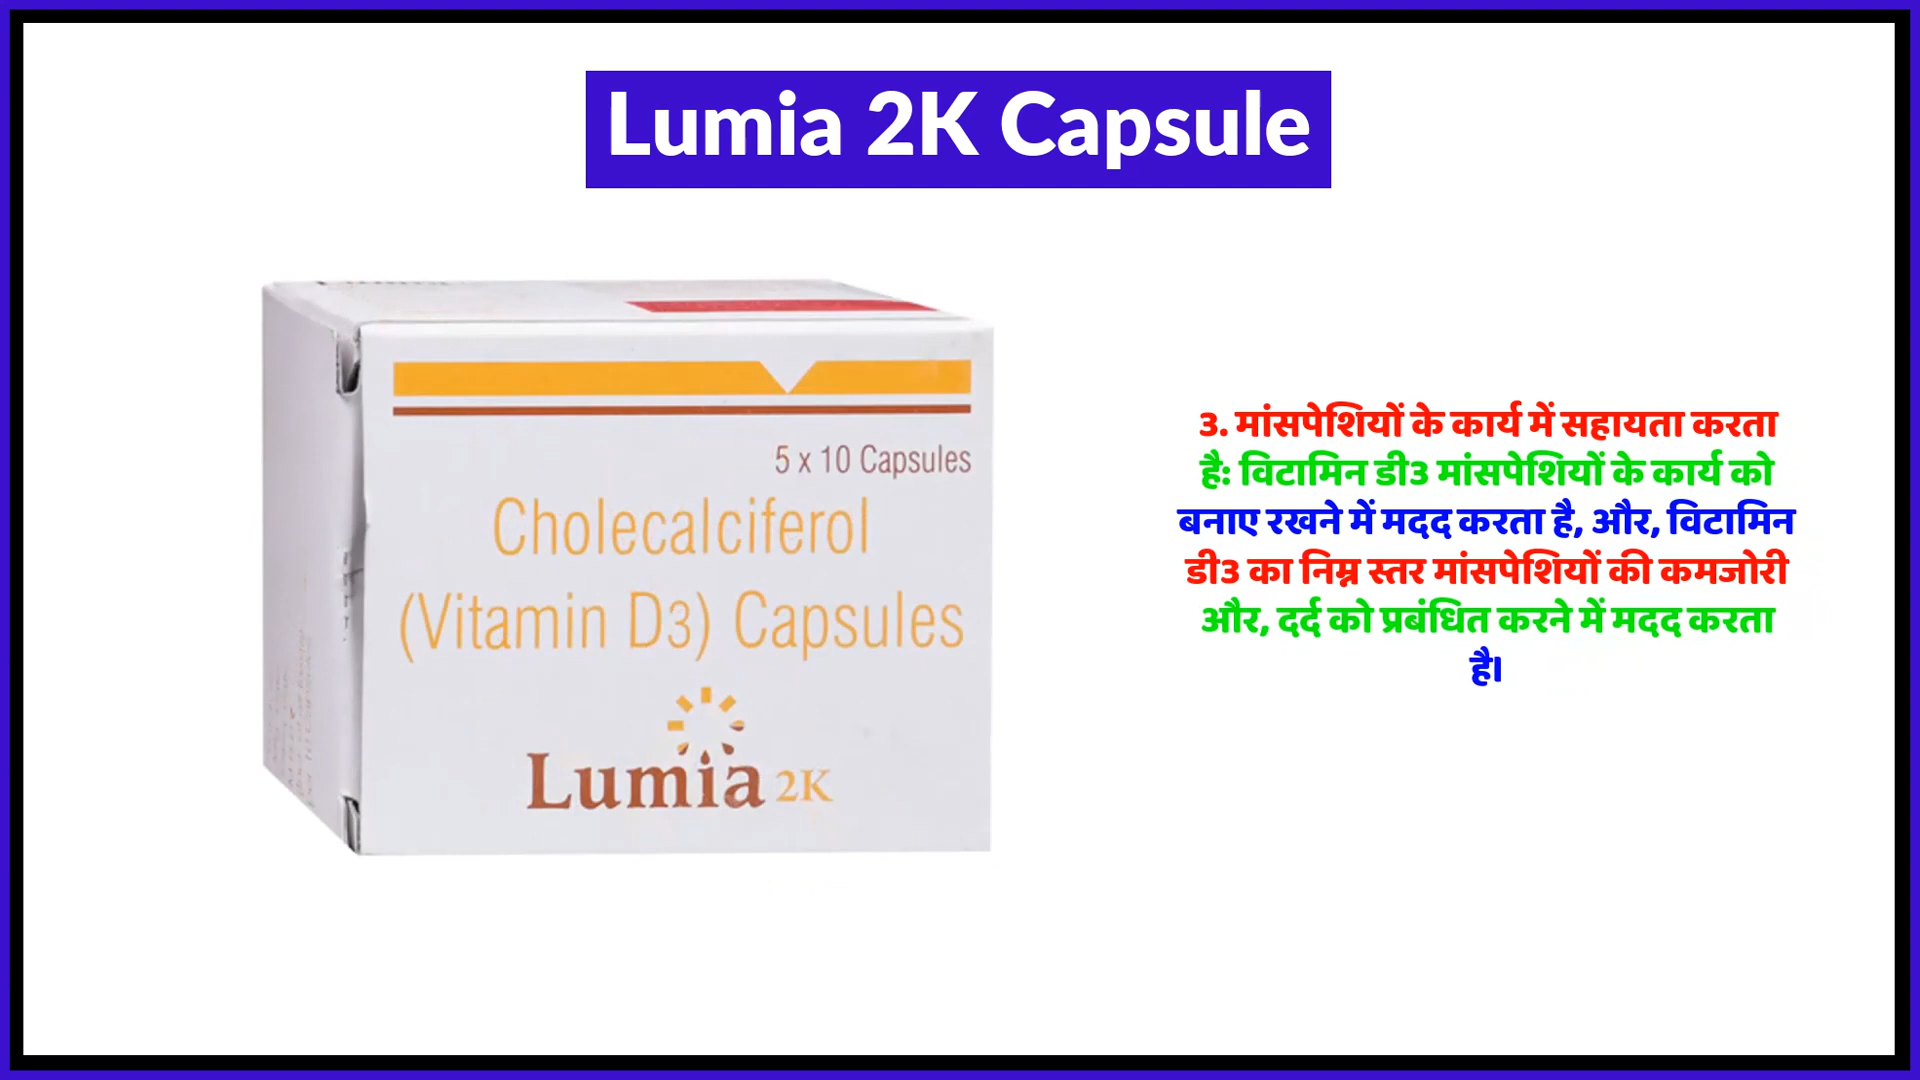 Lumia 2K Capsule
5 x 10 Capsules
Cholecalciferol
(Vitamin D3) Capsules
Lumia 2K
3. मांसपेशियों के कार्य में सहायता करता
है: विटामिन डी3 मांसपेशियों के कार्य को
बनाए रखने में मदद करता है, और, विटामिन
डी3 का निम्न स्तर मांसपेशियों की कमजोरी
और, दर्द को प्रबंधित करने में मदद करता
है।